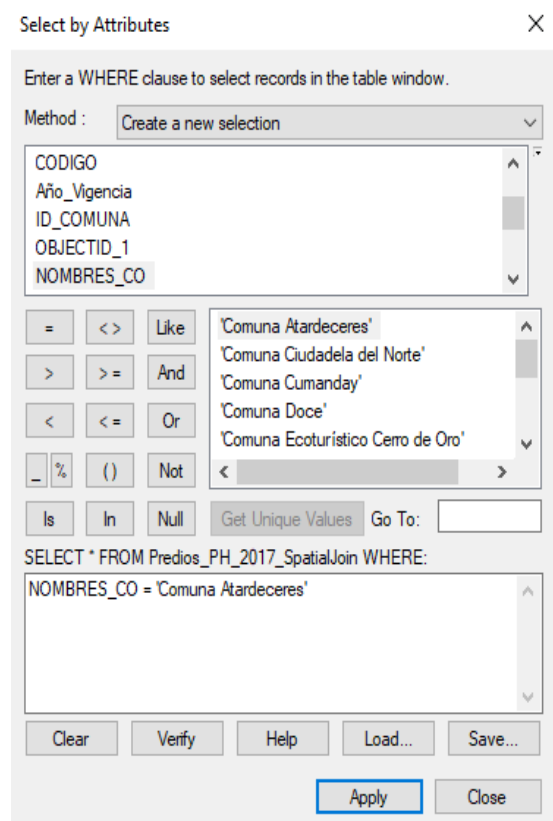 Select by Attributes
Enter a WHERE clause to select records in the table window.
Method : Create a new selection
CODIGO
Año_Vigencia
ID_COMUNA
OBJECTID_1
NOMBRES_CO
= <> Like
> >= And
< <= Or
_ % () Not
'Comuna Atardeceres'
'Comuna Ciudadela del Norte'
'Comuna Cumanday'
'Comuna Doce'
'Comuna Ecoturístico Cerro de Oro'
Is In Null Get Unique Values Go To:
SELECT * FROM Predios_PH_2017_SpatialJoin WHERE:
NOMBRES_CO = 'Comuna Atardeceres'
Clear Verify Help Load... Save...
Apply Close